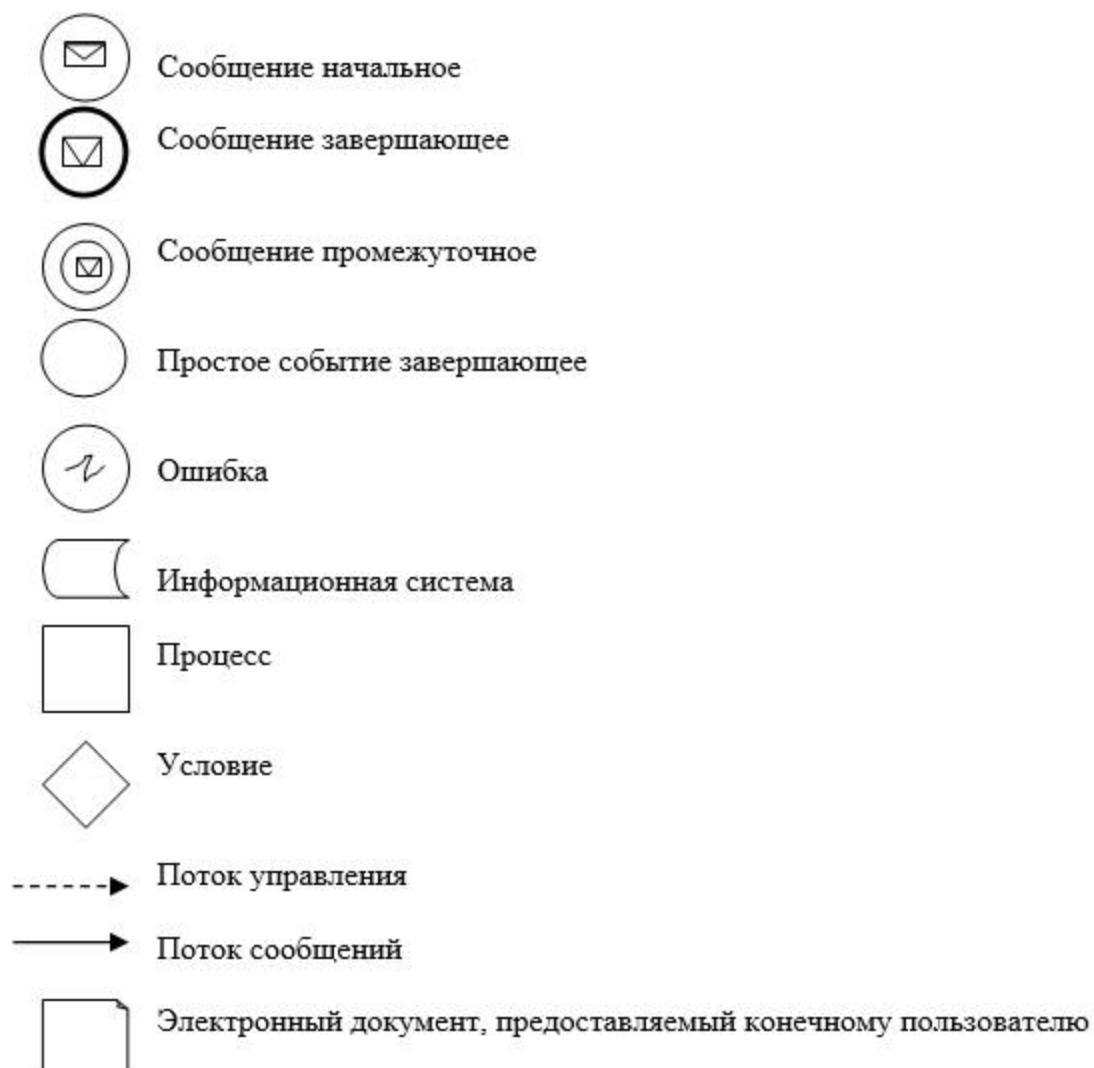 Сообщение начальное
Сообщение завершающее
Сообщение промежуточное
Простое событие завершающее
Ошибка
Информационная система
Процесс
Условие
Поток управления
Поток сообщений
Электронный документ, предоставляемый конечному пользователю